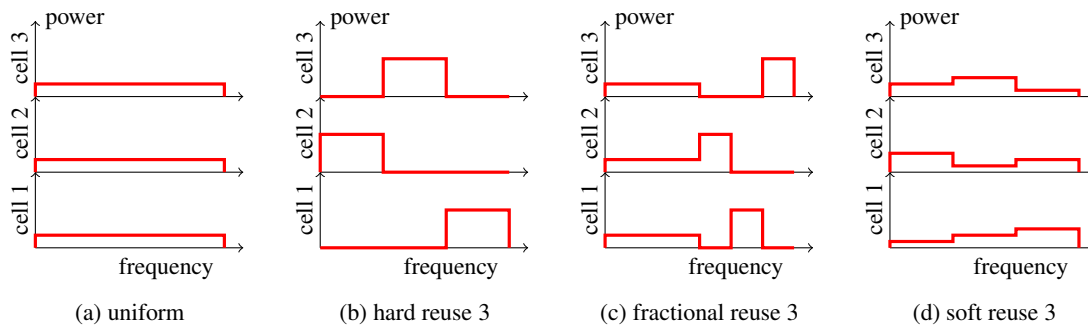 power
cell 3
cell 2
cell 1
frequency
(a) uniform
power
cell 3
cell 2
cell 1
frequency
(b) hard reuse 3
power
cell 3
cell 2
cell 1
frequency
(c) fractional reuse 3
power
cell 3
cell 2
cell 1
frequency
(d) soft reuse 3